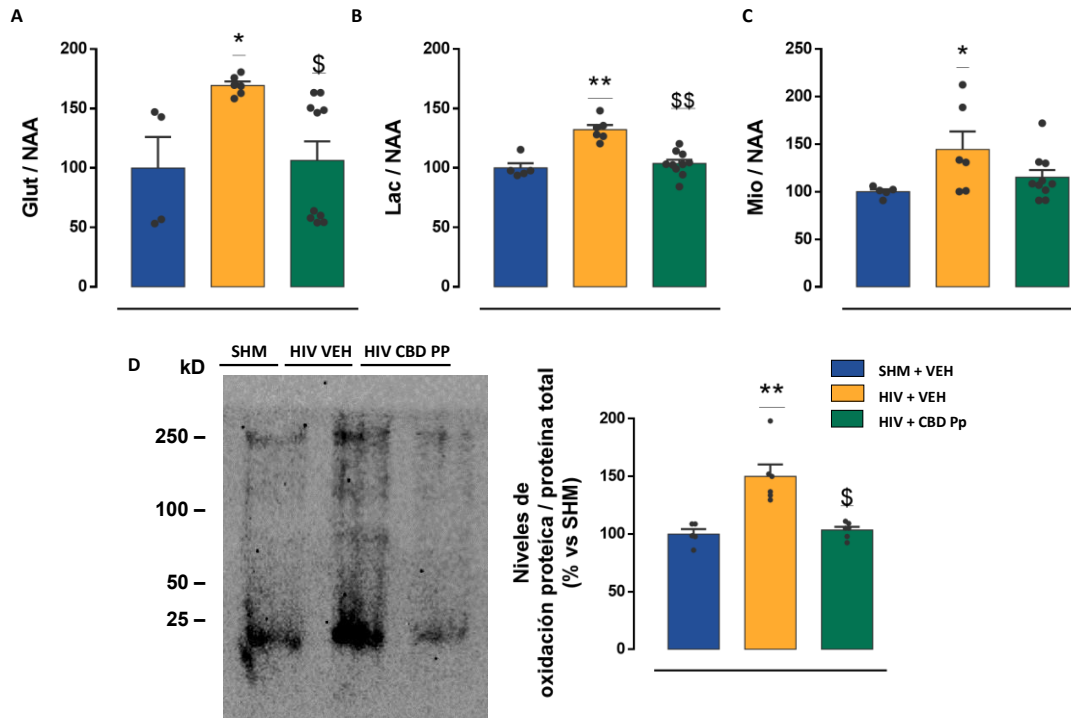 A
Glut / NAA
200
150
100
50
0
*
$
B
Lac / NAA
200
150
100
50
0
**
$$
C
Mio / NAA
250
200
150
100
50
0
*
D
kD
SHM HIV VEH HIV CBD PP
250 –
100 –
50 –
25 –
Niveles de
oxidación proteíca / proteína total
(% vs SHM)
200
150
100
50
0
**
$
SHM + VEH
HIV + VEH
HIV + CBD Pp